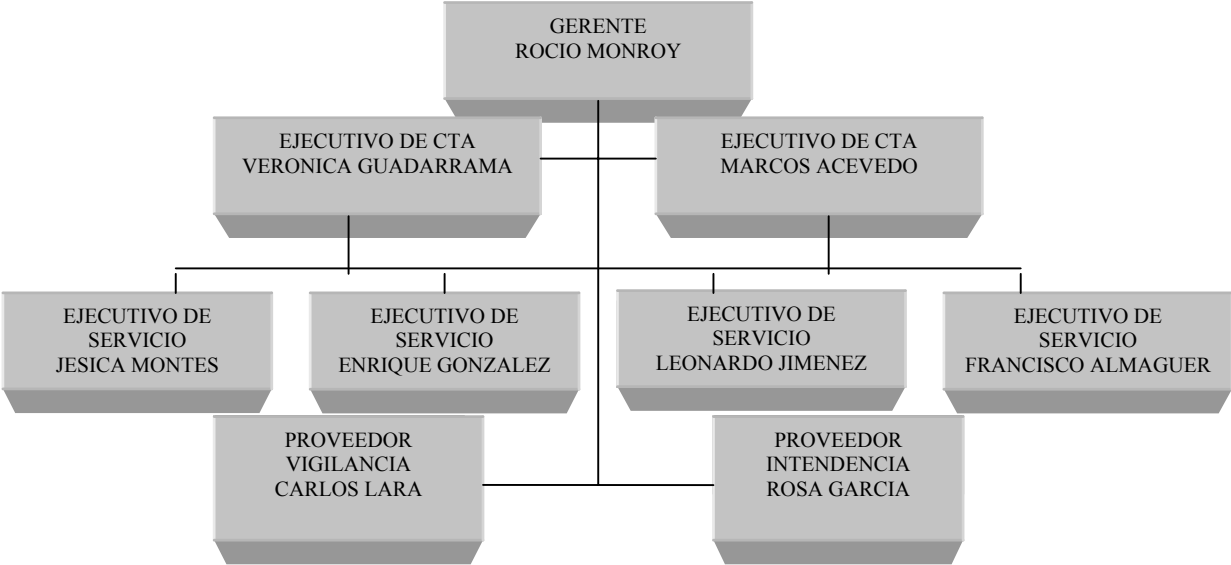 GERENTE
ROCIO MONROY
EJECUTIVO DE CTA
VERONICA GUADARRAMA
EJECUTIVO DE CTA
MARCOS ACEVEDO
EJECUTIVO DE
SERVICIO
JESICA MONTES
EJECUTIVO DE
SERVICIO
ENRIQUE GONZALEZ
EJECUTIVO DE
SERVICIO
LEONARDO JIMENEZ
EJECUTIVO DE
SERVICIO
FRANCISCO ALMAGUER
PROVEEDOR
VIGILANCIA
CARLOS LARA
PROVEEDOR
INTENDENCIA
ROSA GARCIA